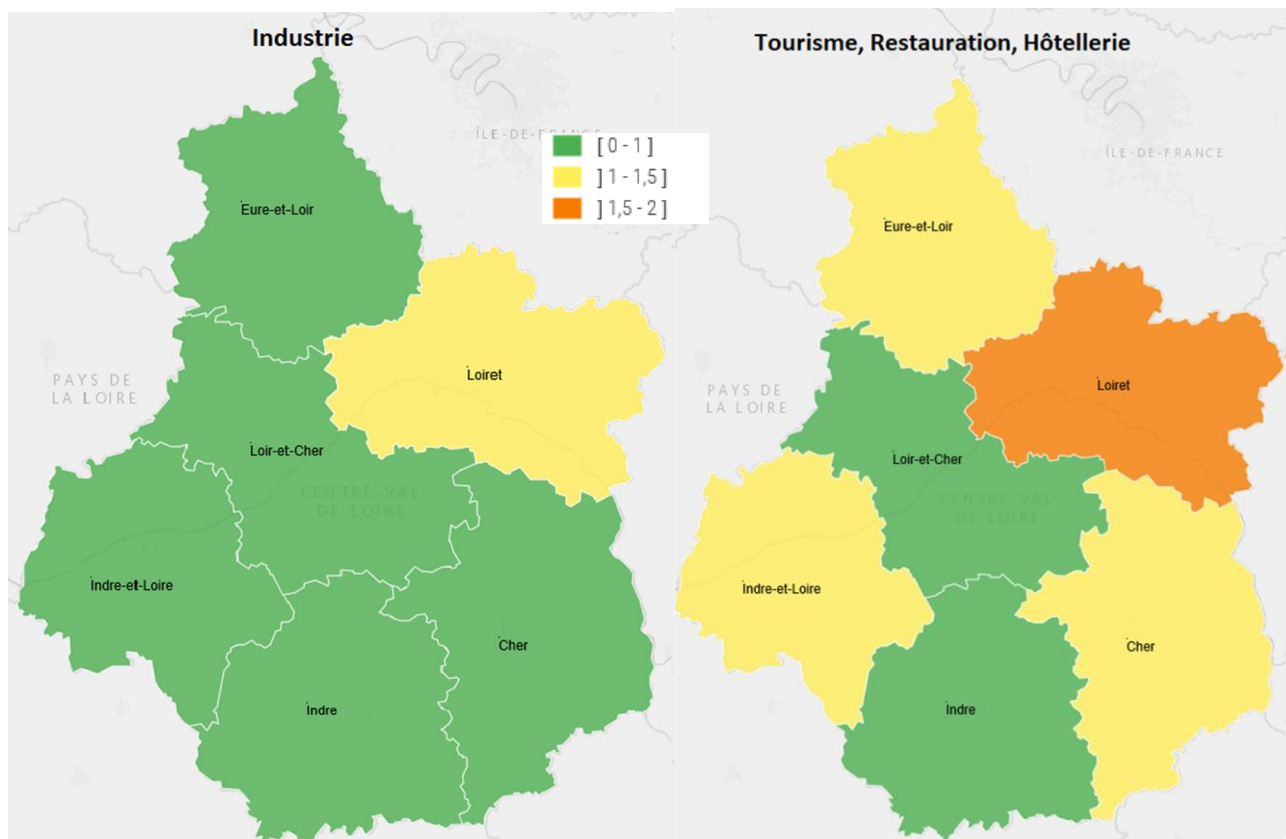 Industrie
ÎLE-DE-FRANCE
Eure-et-Loir
Loiret
PAYS DE
LA LOIRE
Loir-et-Cher
CENTRE-VAL
DE LOIRE
Indre-et-Loire
Cher
Indre
[ 0 - 1 ]
] 1 - 1,5 ]
] 1,5 - 2 ]
Tourisme, Restauration, Hôtellerie
ÎLE-DE-FRANCE
Eure-et-Loir
Loiret
PAYS DE
LA LOIRE
Loir-et-Cher
CENTRE-VAL
DE LOIRE
Indre-et-Loire
Cher
Indre